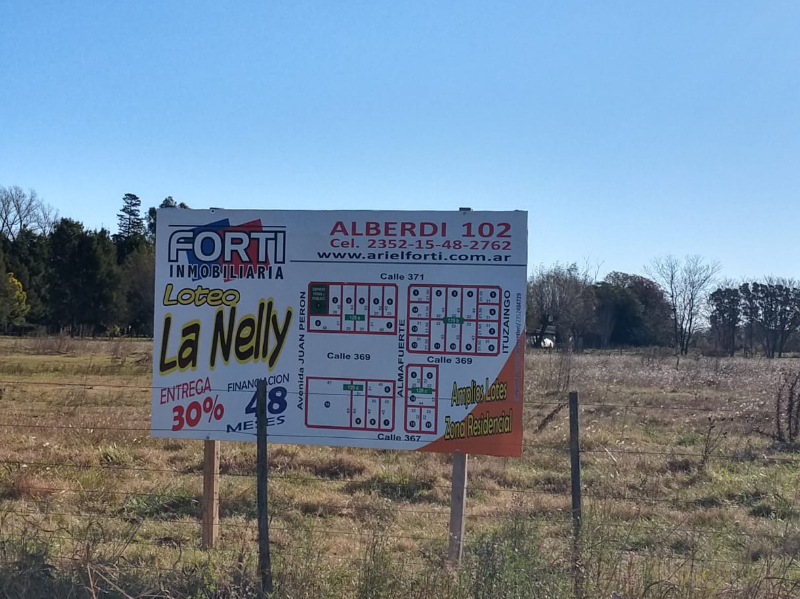 FORTI
INMOBILIARIA
ALBERDI 102
Cel. 2352-15-48-2762
www.arielforti.com.ar
Loteo
La Nelly
ENTREGA
30%
FINANCIACION
48
MESES
Calle 371
Avenida JUAN PERON
ALMAFUERTE
ITUZAINGO
Calle 369
Calle 369
Calle 367
Amplios Lotes
Zona Residencial